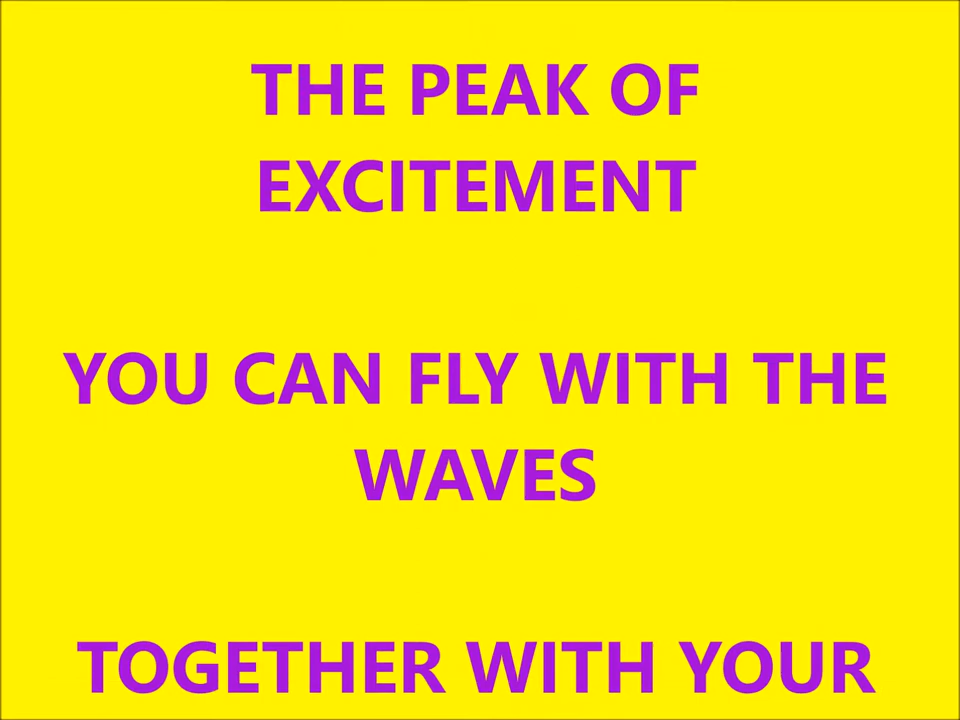 THE PEAK OF
EXCITEMENT
YOU CAN FLY WITH THE
WAVES
TOGETHER WITH YOUR